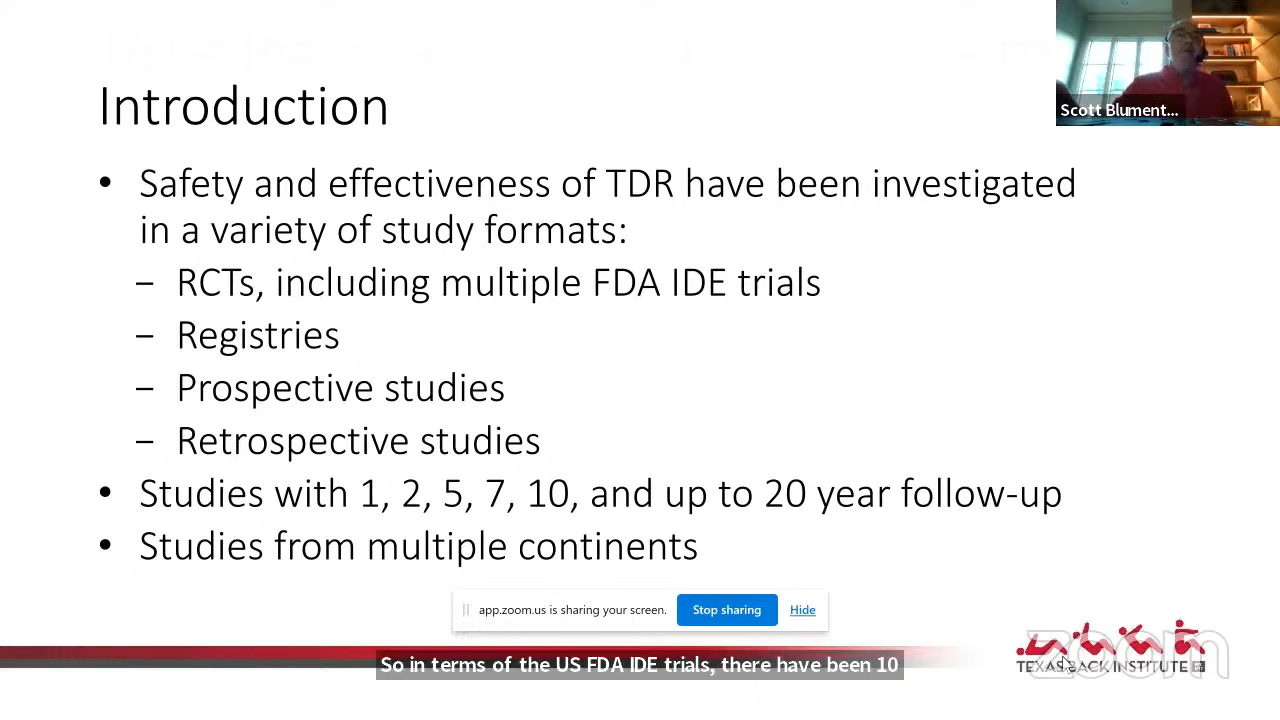 Scott Blument...
Introduction
• Safety and effectiveness of TDR have been investigated
in a variety of study formats:
− RCTs, including multiple FDA IDE trials
− Registries
− Prospective studies
− Retrospective studies
• Studies with 1, 2, 5, 7, 10, and up to 20 year follow-up
• Studies from multiple continents
app.zoom.us is sharing your screen. Stop sharing Hide
zoom
TEXAS BACK INSTITUTE
So in terms of the US FDA IDE trials, there have been 10